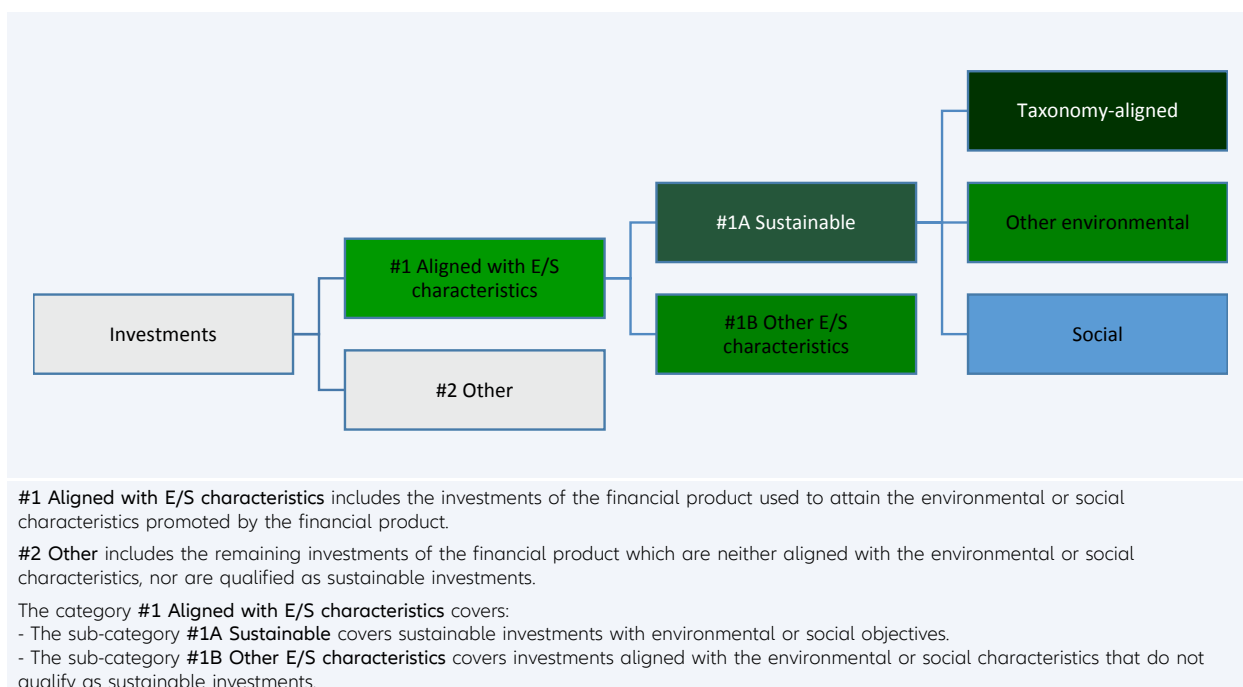 Taxonomy-aligned
#1A Sustainable
Other environmental
#1 Aligned with E/S
characteristics
Investments
#1B Other E/S
characteristics
Social
#2 Other
#1 Aligned with E/S characteristics includes the investments of the financial product used to attain the environmental or social
characteristics promoted by the financial product.
#2 Other includes the remaining investments of the financial product which are neither aligned with the environmental or social
characteristics, nor are qualified as sustainable investments.
The category #1 Aligned with E/S characteristics covers:
- The sub-category #1A Sustainable covers sustainable investments with environmental or social objectives.
- The sub-category #1B Other E/S characteristics covers investments aligned with the environmental or social characteristics that do not
qualify as sustainable investments.